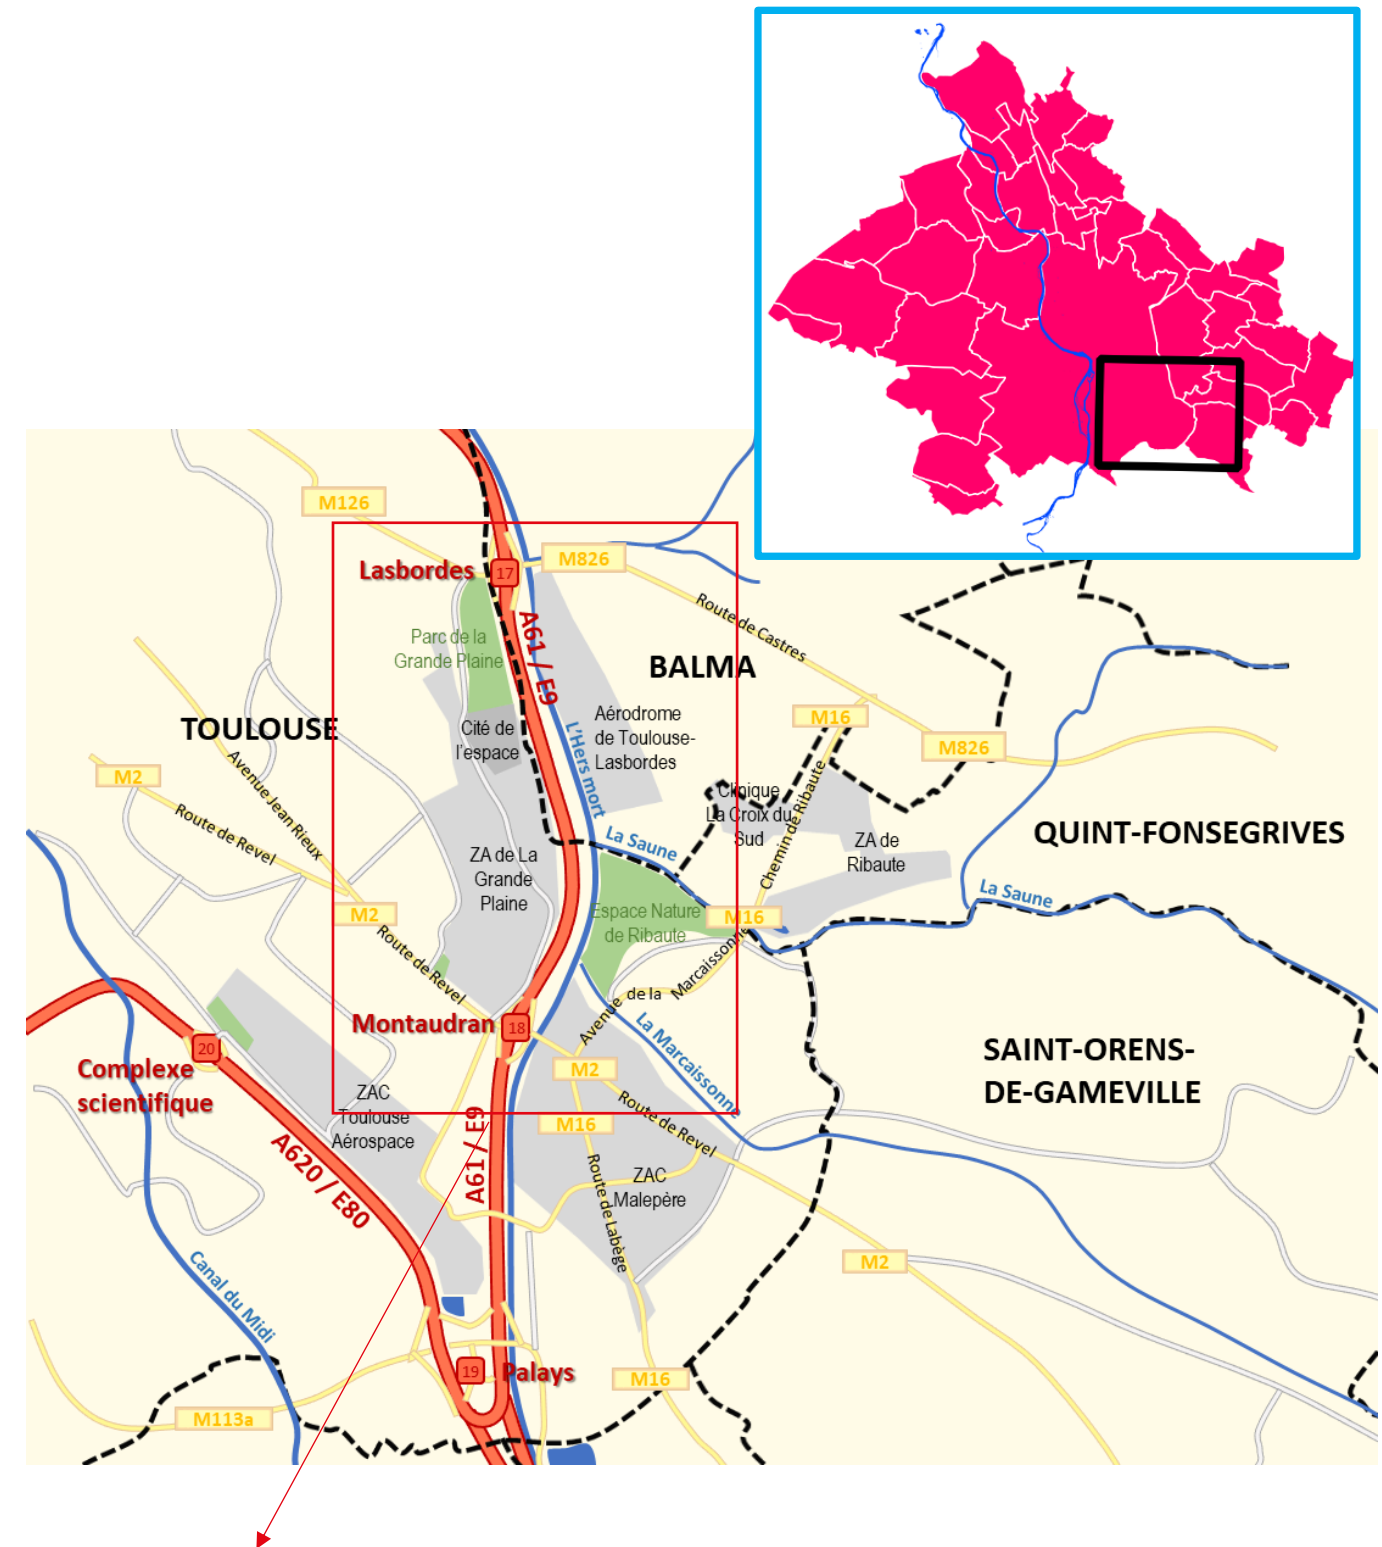 M126
Lasbordes
17
M826
Route de Castres
Parc de la
Grande Plaine
A61 / E9
BALMA
TOULOUSE
Cité de
l'espace
L'Hers mort
Aérodrome
de Toulouse-
Lasbordes
M16
M826
M2
Avenue Jean Rieux
Route de Revel
Clinique
La Croix du
Sud
Chemin de Ribaute
ZA de
Ribaute
QUINT-FONSEGRIVES
La Saune
ZA de La
Grande
Plaine
La Saune
M2
Espace Nature
de Ribaute
M16
Route de Revel
Avenue de la Marcaissonne
Montaudran
18
La Marcaissonne
20
Complexe
scientifique
SAINT-ORENS-
DE-GAMEVILLE
M2
ZAC
Toulouse
Aérospace
A61 / E9
M16
Route de Revel
A620 / E80
ZAC
Malepère
Route de Labège
M2
Canal du Midi
19
Palays
M16
M113a